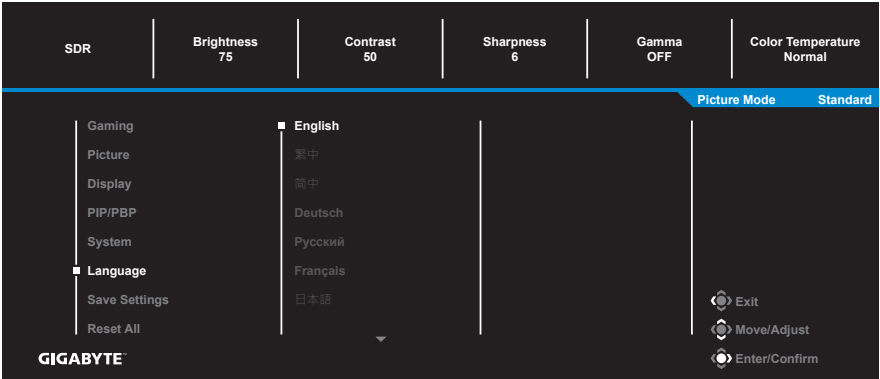 SDR
Brightness
75
Contrast
50
Sharpness
6
Gamma
OFF
Color Temperature
Normal
Picture Mode Standard
Gaming
Picture
Display
PIP/PBP
System
Language
Save Settings
Reset All
English
繁中
简中
Deutsch
Русский
Français
日本語
Exit
Move/Adjust
Enter/Confirm
GIGABYTE™